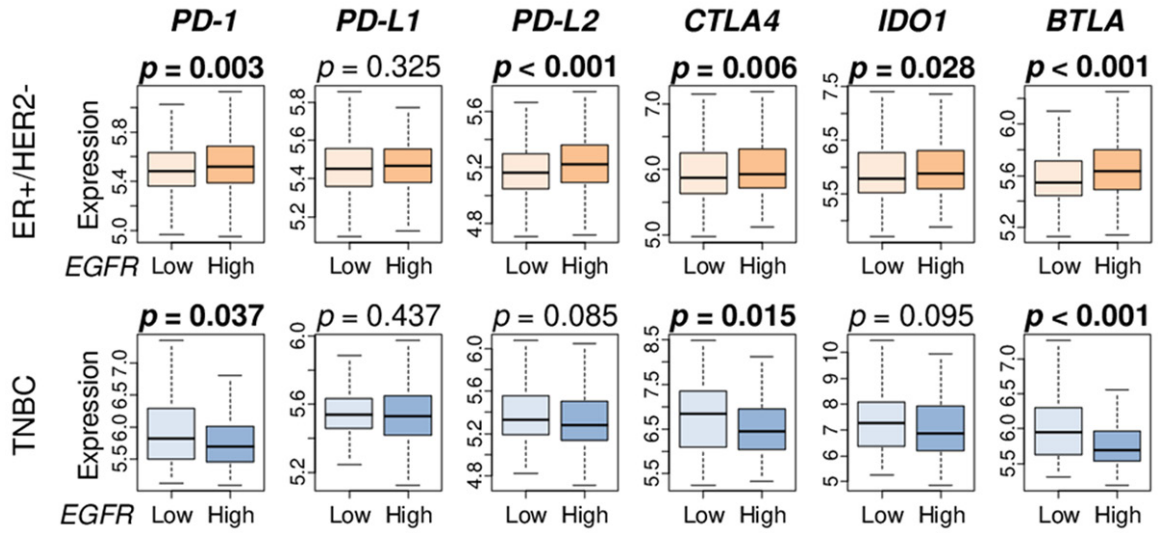 PD-1 PD-L1 PD-L2 CTLA4 IDO1 BTLA
p = 0.003 p = 0.325 p < 0.001 p = 0.006 p = 0.028 p < 0.001
ER+/HER2-
Expression
5.0 5.4 5.8
5.2 5.4 5.6 5.8
4.8 5.2 5.6
5.0 6.0 7.0
5.5 6.5 7.5
5.2 5.6 6.0
EGFR Low High Low High Low High Low High Low High Low High
p = 0.037 p = 0.437 p = 0.085 p = 0.015 p = 0.095 p < 0.001
TNBC
Expression
5.5 6.0 6.5 7.0
5.2 5.6 6.0
4.8 5.2 5.6 6.0
5.5 6.5 7.5 8.5
5 6 7 8 9 10
5.5 6.0 6.5 7.0
EGFR Low High Low High Low High Low High Low High Low High